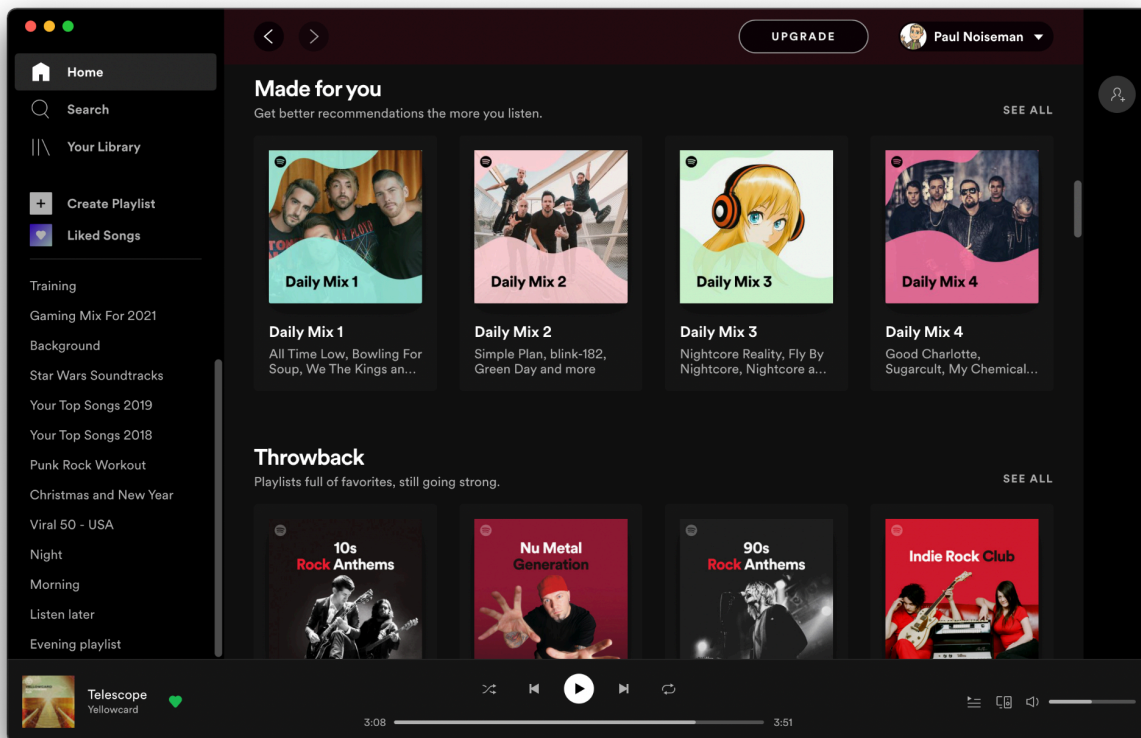 UPGRADE
Paul Noiseman
Home
Search
Your Library
Create Playlist
Liked Songs
Training
Gaming Mix For 2021
Background
Star Wars Soundtracks
Your Top Songs 2019
Your Top Songs 2018
Punk Rock Workout
Christmas and New Year
Viral 50 - USA
Night
Morning
Listen later
Evening playlist
Made for you
Get better recommendations the more you listen.
SEE ALL
Daily Mix 1
Daily Mix 2
Daily Mix 3
Daily Mix 4
Daily Mix 1
All Time Low, Bowling For
Soup, We The Kings an...
Daily Mix 2
Simple Plan, blink-182,
Green Day and more
Daily Mix 3
Nightcore Reality, Fly By
Nightcore, Nightcore a...
Daily Mix 4
Good Charlotte,
Sugarcult, My Chemical...
Throwback
Playlists full of favorites, still going strong.
SEE ALL
10s
Rock Anthems
Nu Metal
Generation
90s
Rock Anthems
Indie Rock Club
Telescope
Yellowcard
3:08
3:51